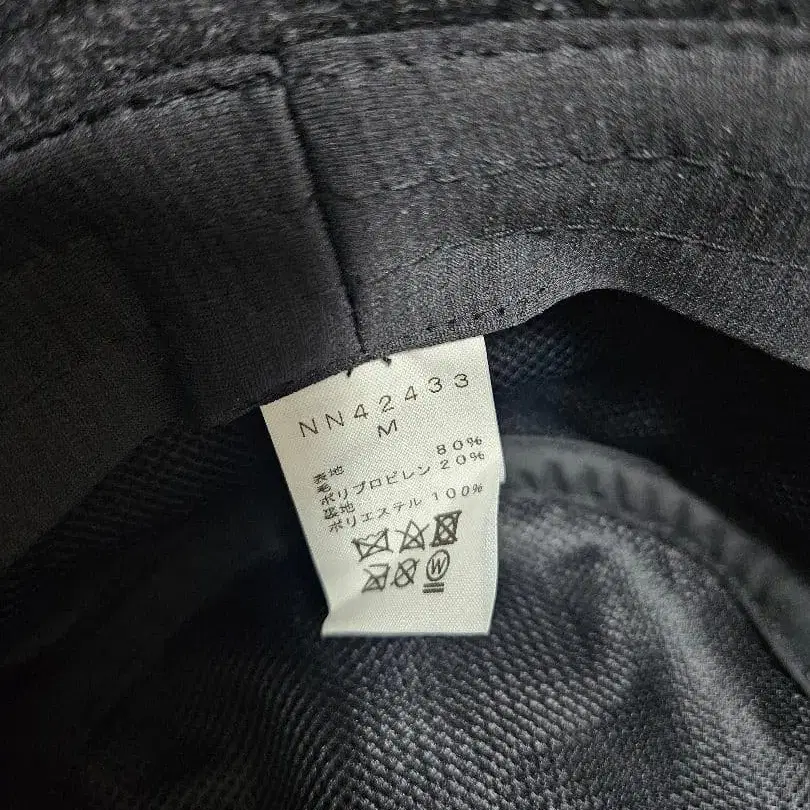 NN42433
M
表地
毛 80%
ポリプロピレン 20%
裏地
ポリエステル 100%
W